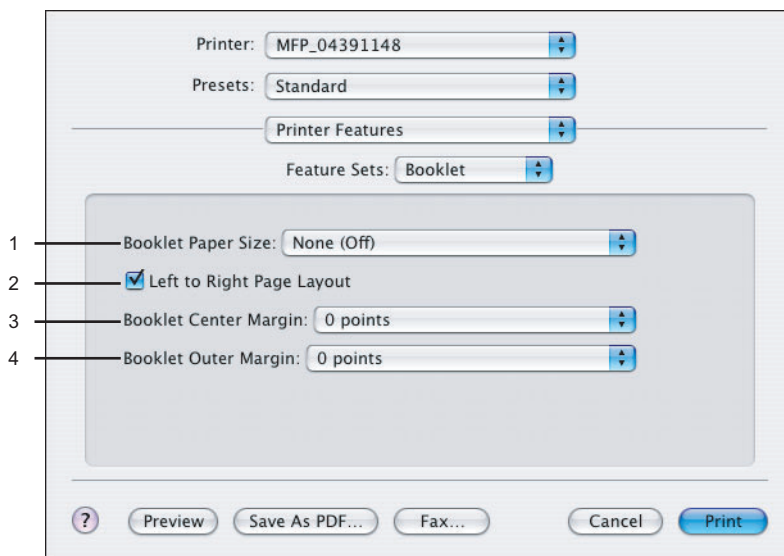 Printer: MFP_04391148
Presets: Standard
Printer Features
Feature Sets: Booklet
1 Booklet Paper Size: None (Off)
2 Left to Right Page Layout
3 Booklet Center Margin: 0 points
4 Booklet Outer Margin: 0 points
? Preview Save As PDF... Fax... Cancel Print